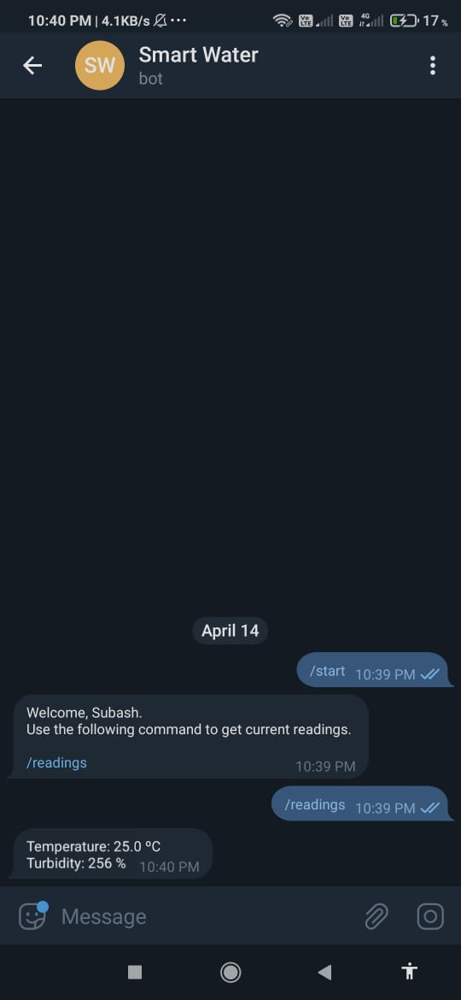 10:40 PM | 4.1KB/s ... Vo LTE Vo LTE 4G 17 %
SW
Smart Water
bot
April 14
/start 10:39 PM
Welcome, Subash.
Use the following command to get current readings.
/readings 10:39 PM
/readings 10:39 PM
Temperature: 25.0 ºC
Turbidity: 256 % 10:40 PM
Message